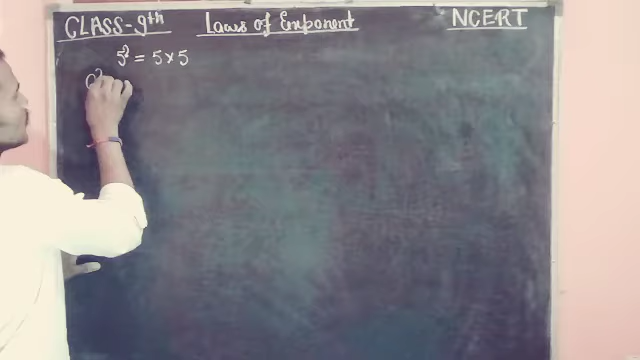 CLASS-9th Laws of Exponent NCERT
5² = 5 × 5